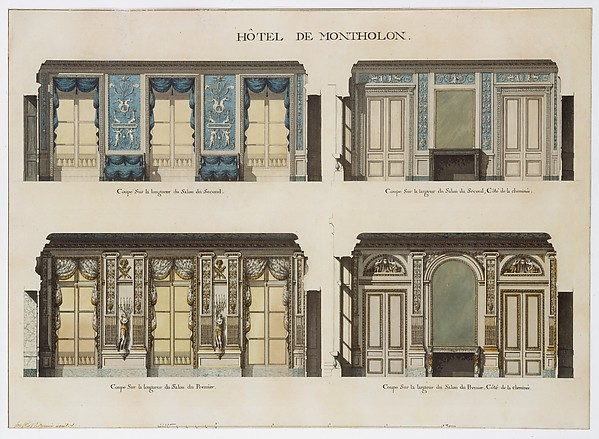 HÔTEL DE MONTHOLON.
Coupe Sur la longueur du Salon du Second.
Coupe Sur la largeur du Salon du Second, Côté de la cheminée.
Coupe Sur la longueur du Salon du Premier.
Coupe Sur la largeur du Salon du Premier, Côté de la cheminée.